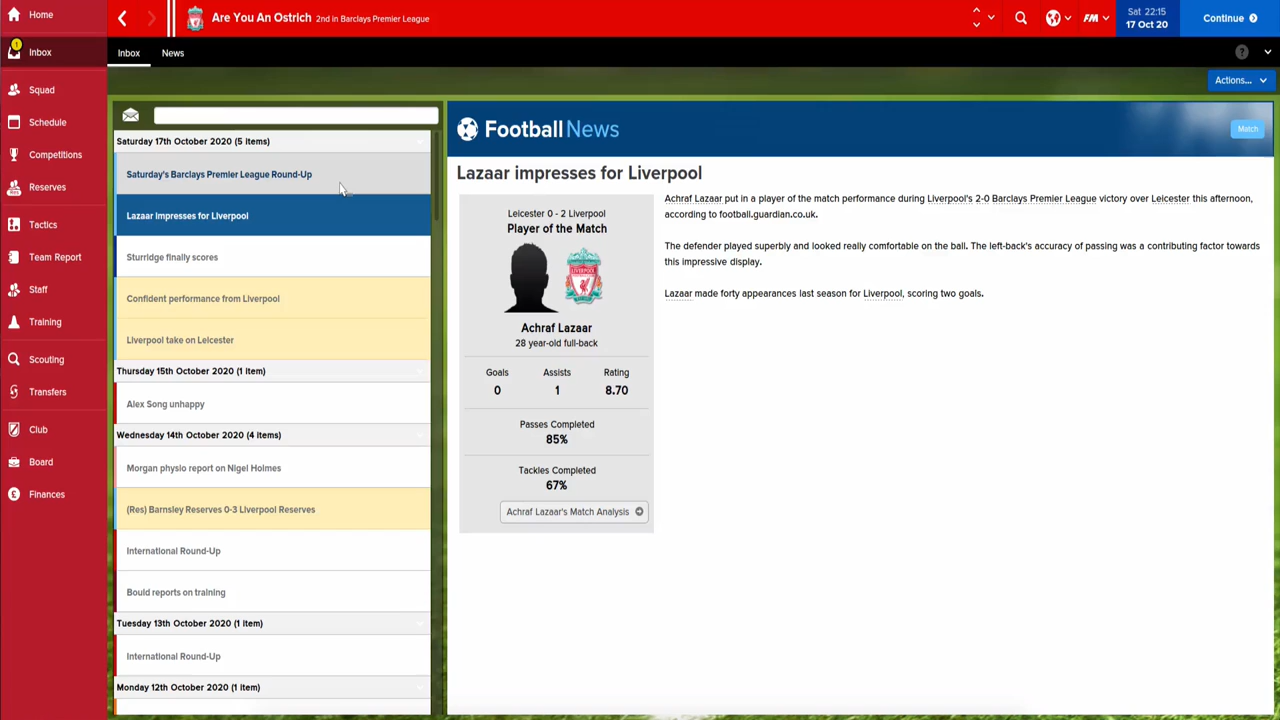 Home
1
Inbox
Squad
Schedule
Competitions
RES
Reserves
Tactics
Team Report
Staff
Training
Scouting
Transfers
Club
Board
£
Finances
Are You An Ostrich 2nd in Barclays Premier League
FM
Sat 22:15
17 Oct 20
Continue
Inbox News
?
Actions...
Saturday 17th October 2020 (5 items)
Saturday's Barclays Premier League Round-Up
Lazaar impresses for Liverpool
Sturridge finally scores
Confident performance from Liverpool
Liverpool take on Leicester
Thursday 15th October 2020 (1 item)
Alex Song unhappy
Wednesday 14th October 2020 (4 items)
Morgan physio report on Nigel Holmes
(Res) Barnsley Reserves 0-3 Liverpool Reserves
International Round-Up
Bould reports on training
Tuesday 13th October 2020 (1 item)
International Round-Up
Monday 12th October 2020 (1 item)
Football News
Match
Lazaar impresses for Liverpool
Leicester 0 - 2 Liverpool
Player of the Match
Achraf Lazaar
28 year-old full-back
Goals Assists Rating
0 1 8.70
Passes Completed
85%
Tackles Completed
67%
Achraf Lazaar's Match Analysis
Achraf Lazaar put in a player of the match performance during Liverpool's 2-0 Barclays Premier League victory over Leicester this afternoon,
according to football.guardian.co.uk.
The defender played superbly and looked really comfortable on the ball. The left-back's accuracy of passing was a contributing factor towards
this impressive display.
Lazaar made forty appearances last season for Liverpool, scoring two goals.